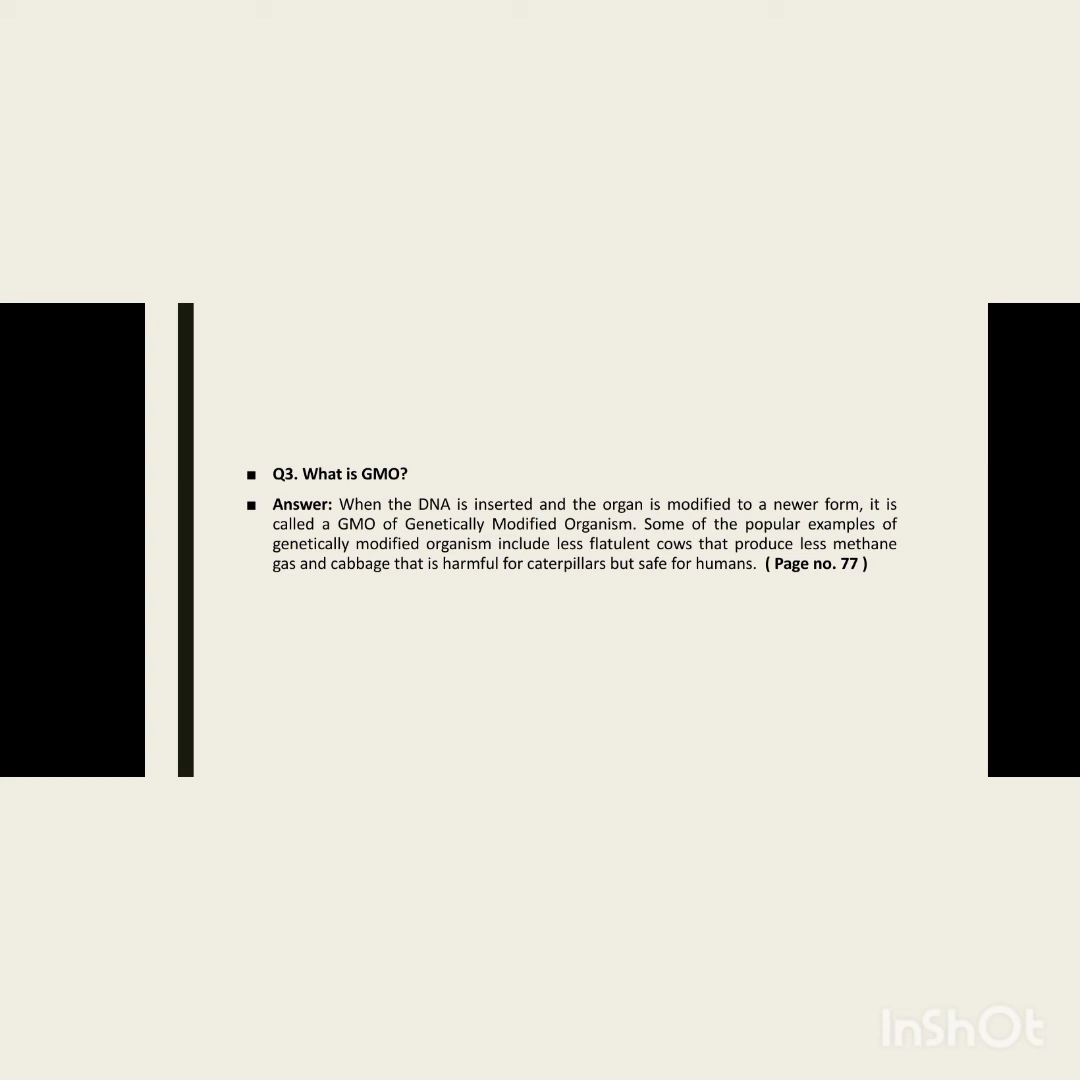 ■ Q3. What is GMO?
■ Answer: When the DNA is inserted and the organ is modified to a newer form, it is
called a GMO of Genetically Modified Organism. Some of the popular examples of
genetically modified organism include less flatulent cows that produce less methane
gas and cabbage that is harmful for caterpillars but safe for humans. ( Page no. 77 )
InShOt